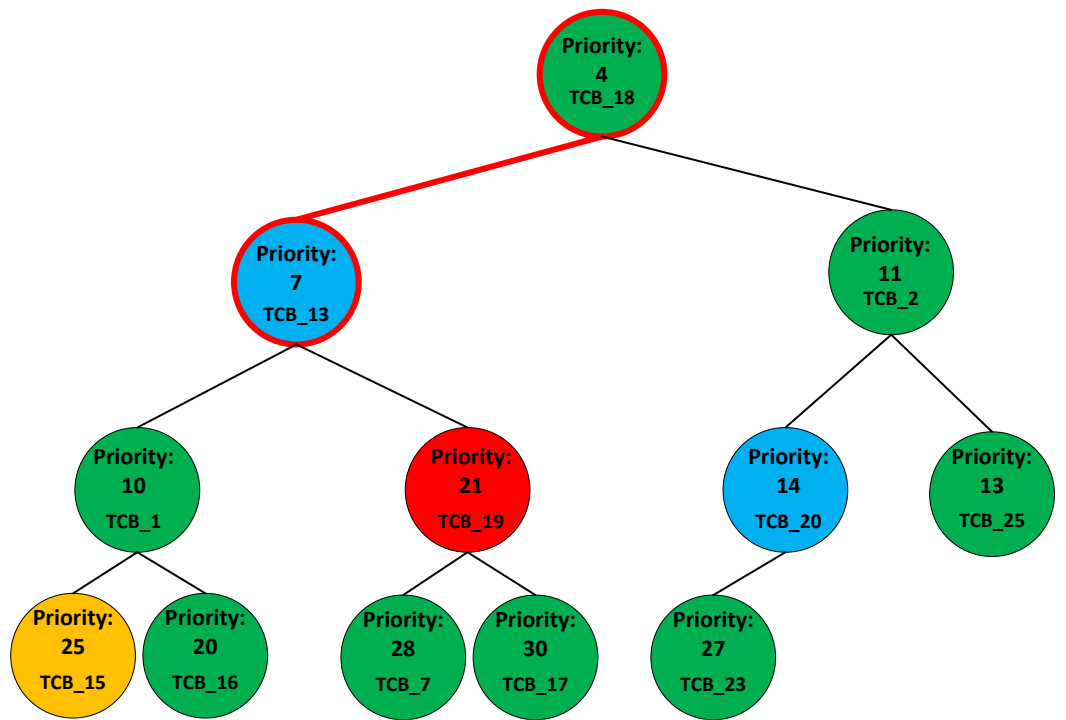 Priority:
4
TCB_18
Priority:
7
TCB_13
Priority:
11
TCB_2
Priority:
10
TCB_1
Priority:
21
TCB_19
Priority:
14
TCB_20
Priority:
13
TCB_25
Priority:
25
TCB_15
Priority:
20
TCB_16
Priority:
28
TCB_7
Priority:
30
TCB_17
Priority:
27
TCB_23